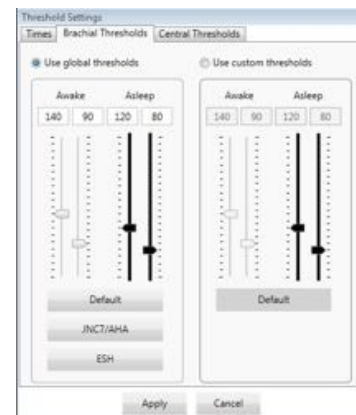 Threshold Settings
Times Brachial Thresholds Central Thresholds
Use global thresholds Use custom thresholds
Awake Asleep Awake Asleep
140 90 120 80 140 90 120 80
Default Default
JNC7/AHA
ESH
Apply Cancel